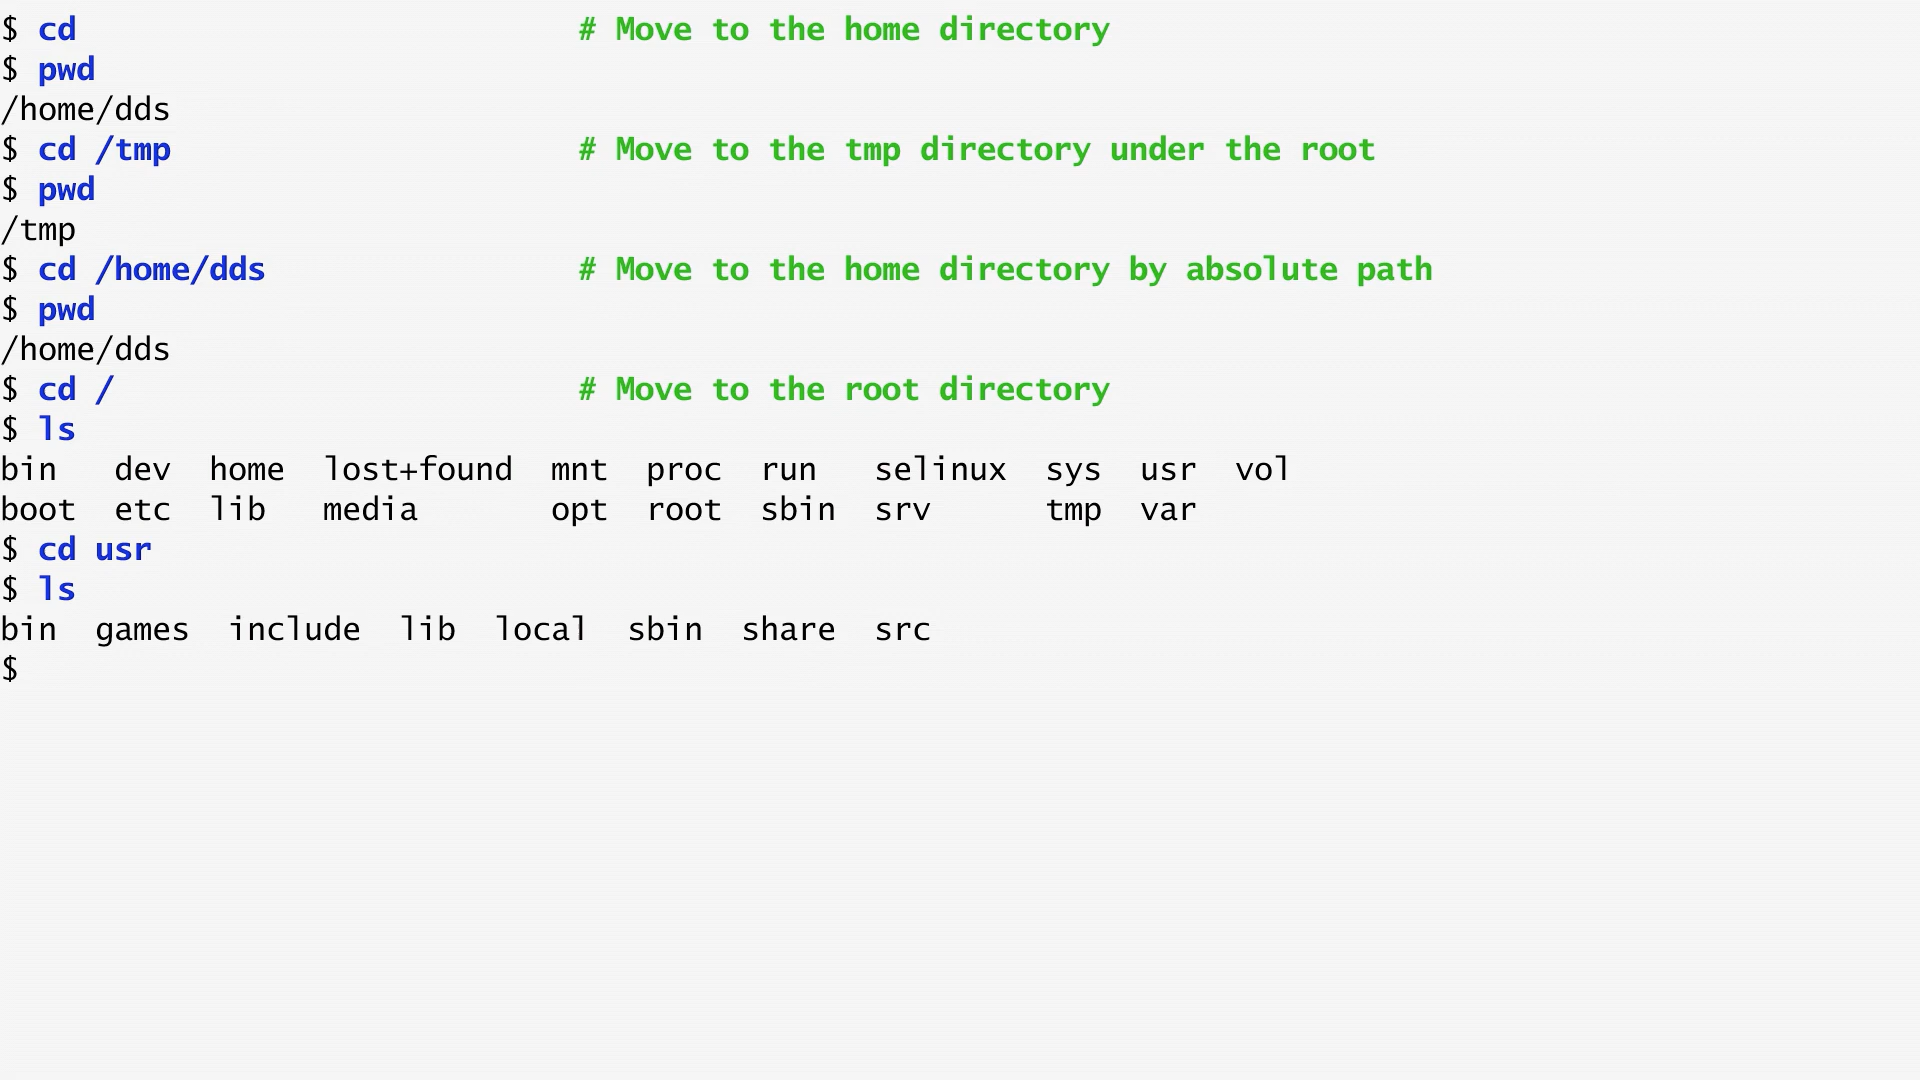 $ cd                          # Move to the home directory
$ pwd
/home/dds
$ cd /tmp                     # Move to the tmp directory under the root
$ pwd
/tmp
$ cd /home/dds                # Move to the home directory by absolute path
$ pwd
/home/dds
$ cd /                        # Move to the root directory
$ ls
bin   dev  home  lost+found  mnt  proc  run   selinux  sys  usr  vol
boot  etc  lib   media       opt  root  sbin  srv      tmp  var
$ cd usr
$ ls
bin  games  include  lib  local  sbin  share  src
$